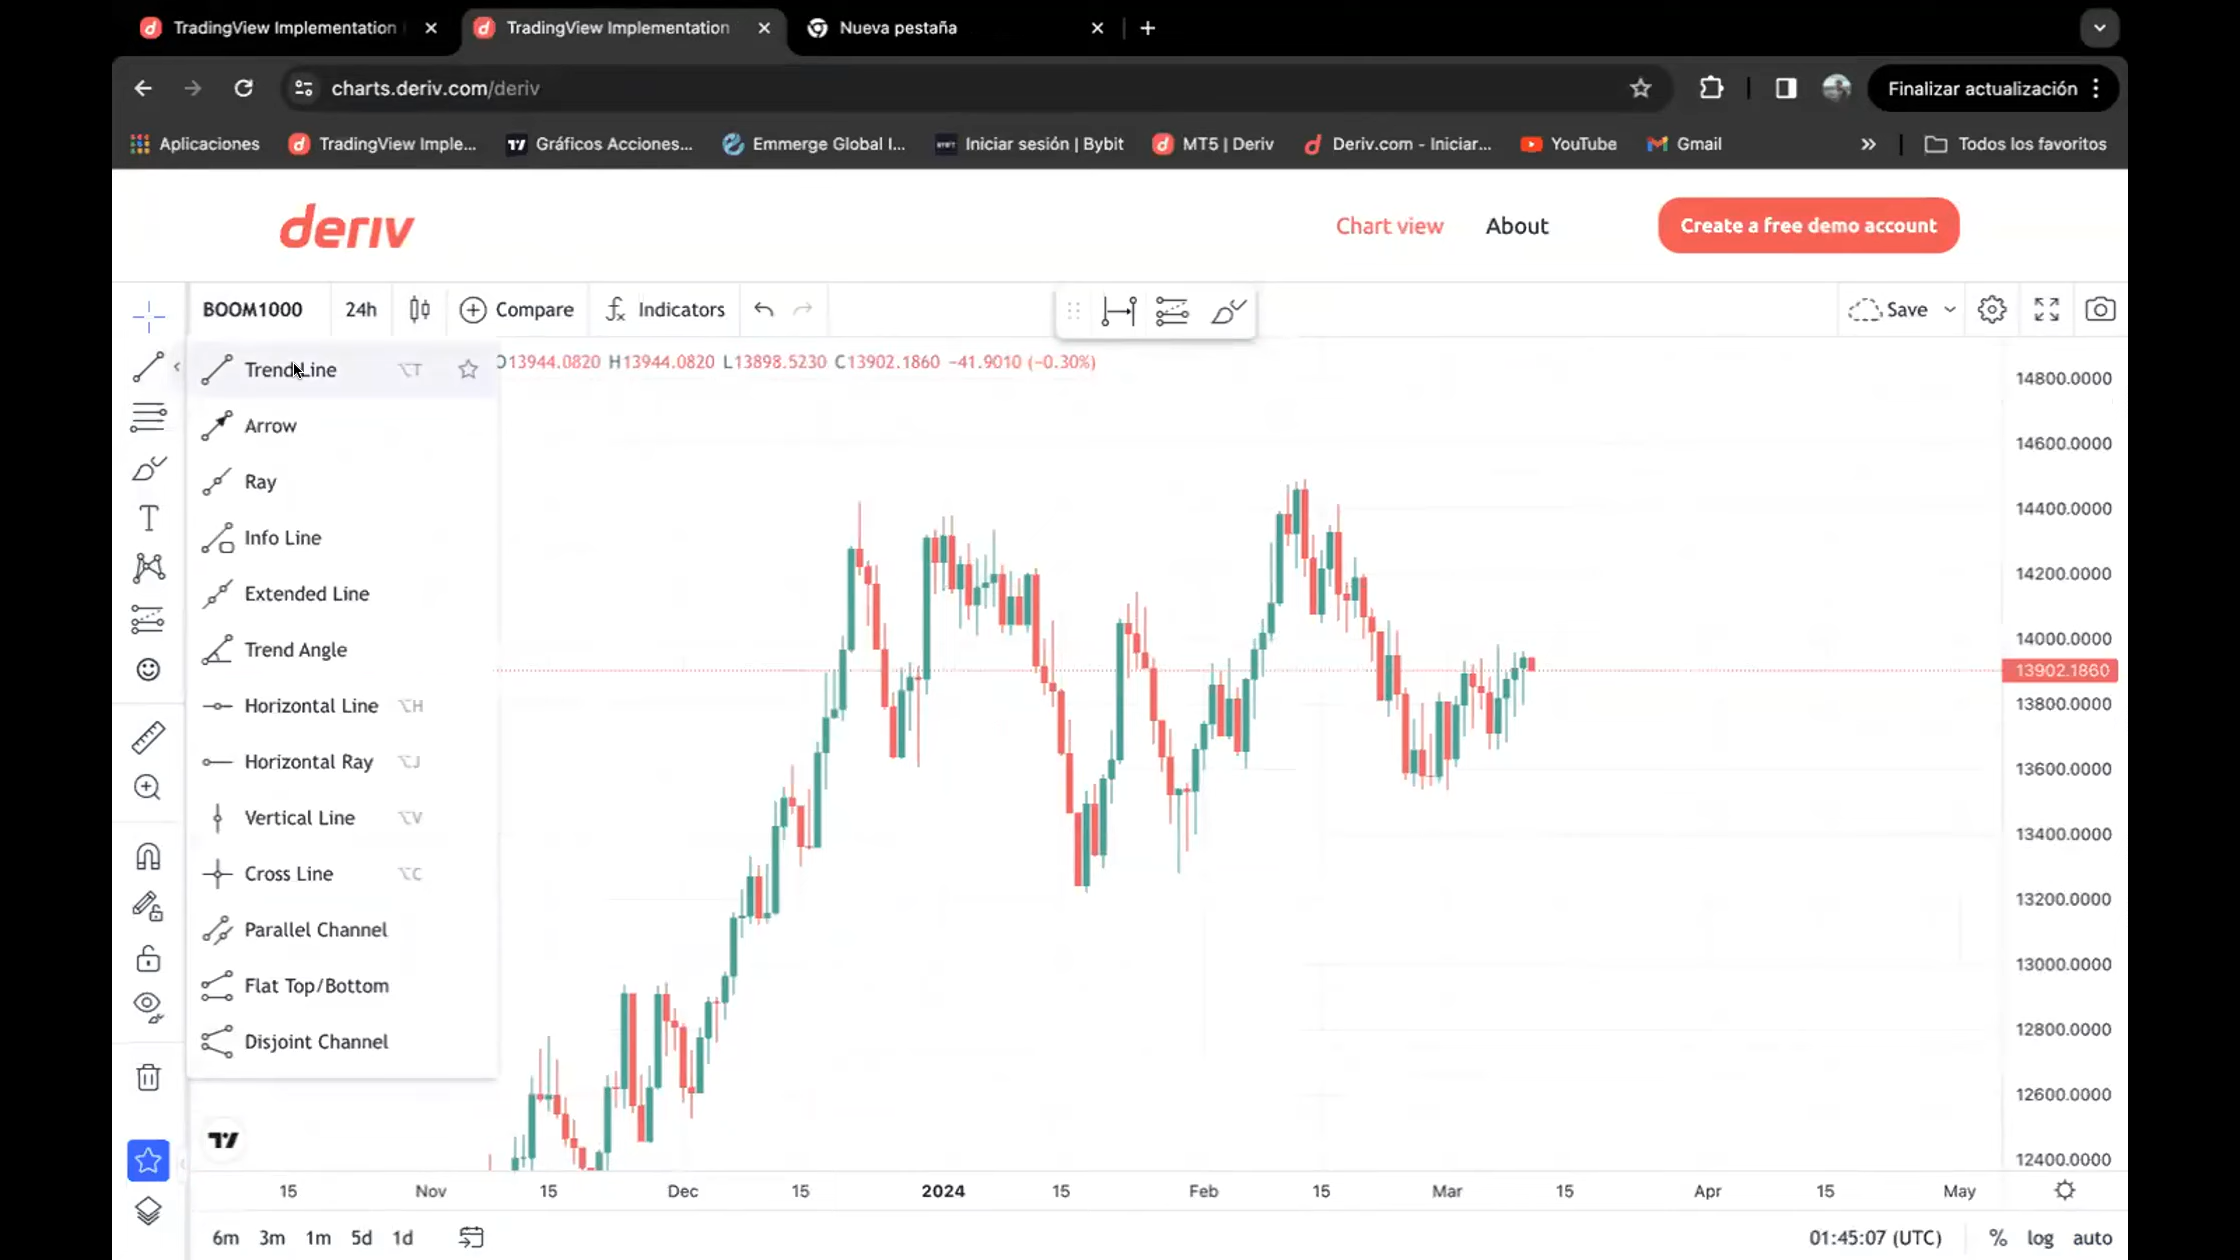 TradingView Implementation
TradingView Implementation
Nueva pestaña
charts.deriv.com/deriv
Finalizar actualización
Aplicaciones
TradingView Imple...
Gráficos Acciones...
Emmerge Global I...
Iniciar sesión | Bybit
MT5 | Deriv
Deriv.com - Iniciar...
YouTube
Gmail
Todos los favoritos
deriv
Chart view
About
Create a free demo account
BOOM1000
24h
Compare
Indicators
Save
O13944.0820 H13944.0820 L13898.5230 C13902.1860 −41.9010 (−0.30%)
Trend Line ⌥T
Arrow
Ray
Info Line
Extended Line
Trend Angle
Horizontal Line ⌥H
Horizontal Ray ⌥J
Vertical Line ⌥V
Cross Line ⌥C
Parallel Channel
Flat Top/Bottom
Disjoint Channel
14800.0000
14600.0000
14400.0000
14200.0000
14000.0000
13902.1860
13800.0000
13600.0000
13400.0000
13200.0000
13000.0000
12800.0000
12600.0000
12400.0000
15 Nov 15 Dec 15 2024 15 Feb 15 Mar 15 Apr 15 May
6m 3m 1m 5d 1d
01:45:07 (UTC) % log auto